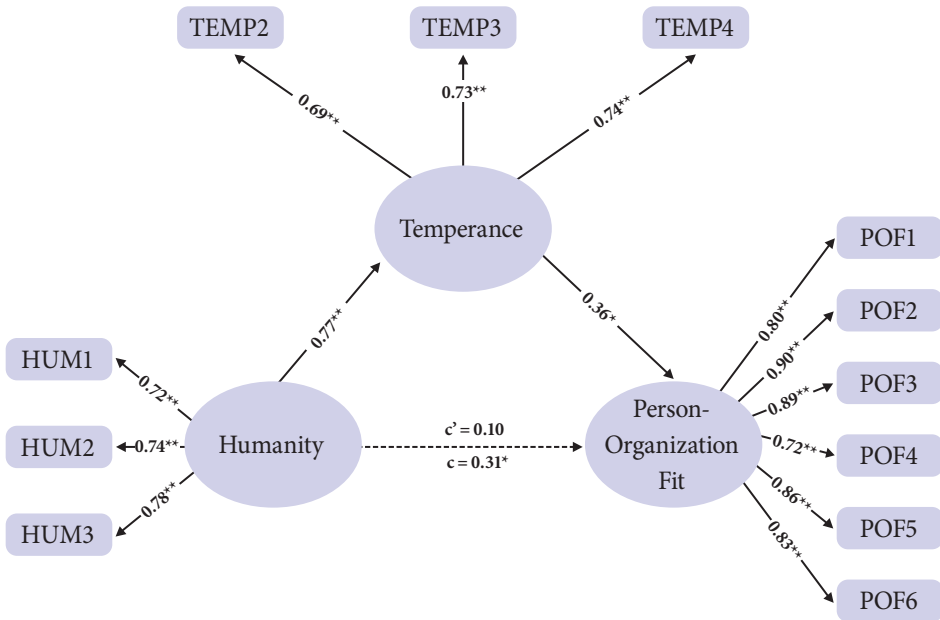 TEMP2
TEMP3
TEMP4
0.69**
0.73**
0.74**
Temperance
0.77**
0.36*
HUM1
HUM2
HUM3
0.72**
0.74**
0.78**
Humanity
c’ = 0.10
c = 0.31*
Person-
Organization
Fit
0.80**
0.90**
0.89**
0.72**
0.86**
0.83**
POF1
POF2
POF3
POF4
POF5
POF6